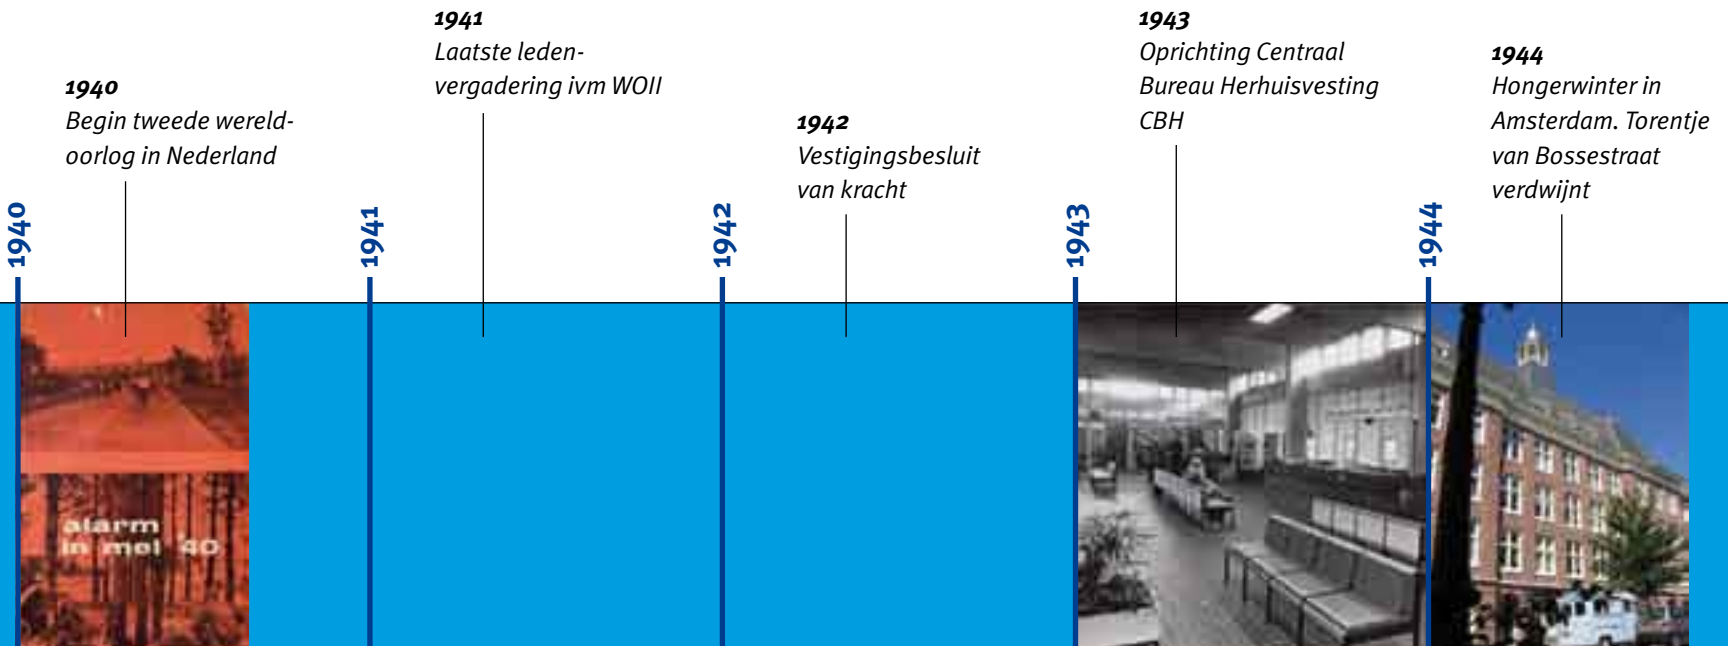 1940
Begin tweede wereld-
oorlog in Nederland
1941
Laatste leden-
vergadering ivm WOII
1942
Vestigingsbesluit
van kracht
1943
Oprichting Centraal
Bureau Herhuisvesting
CBH
1944
Hongerwinter in
Amsterdam. Torentje
van Bossestraat
verdwijnt
1940
1941
1942
1943
1944
alarm
in mei '40